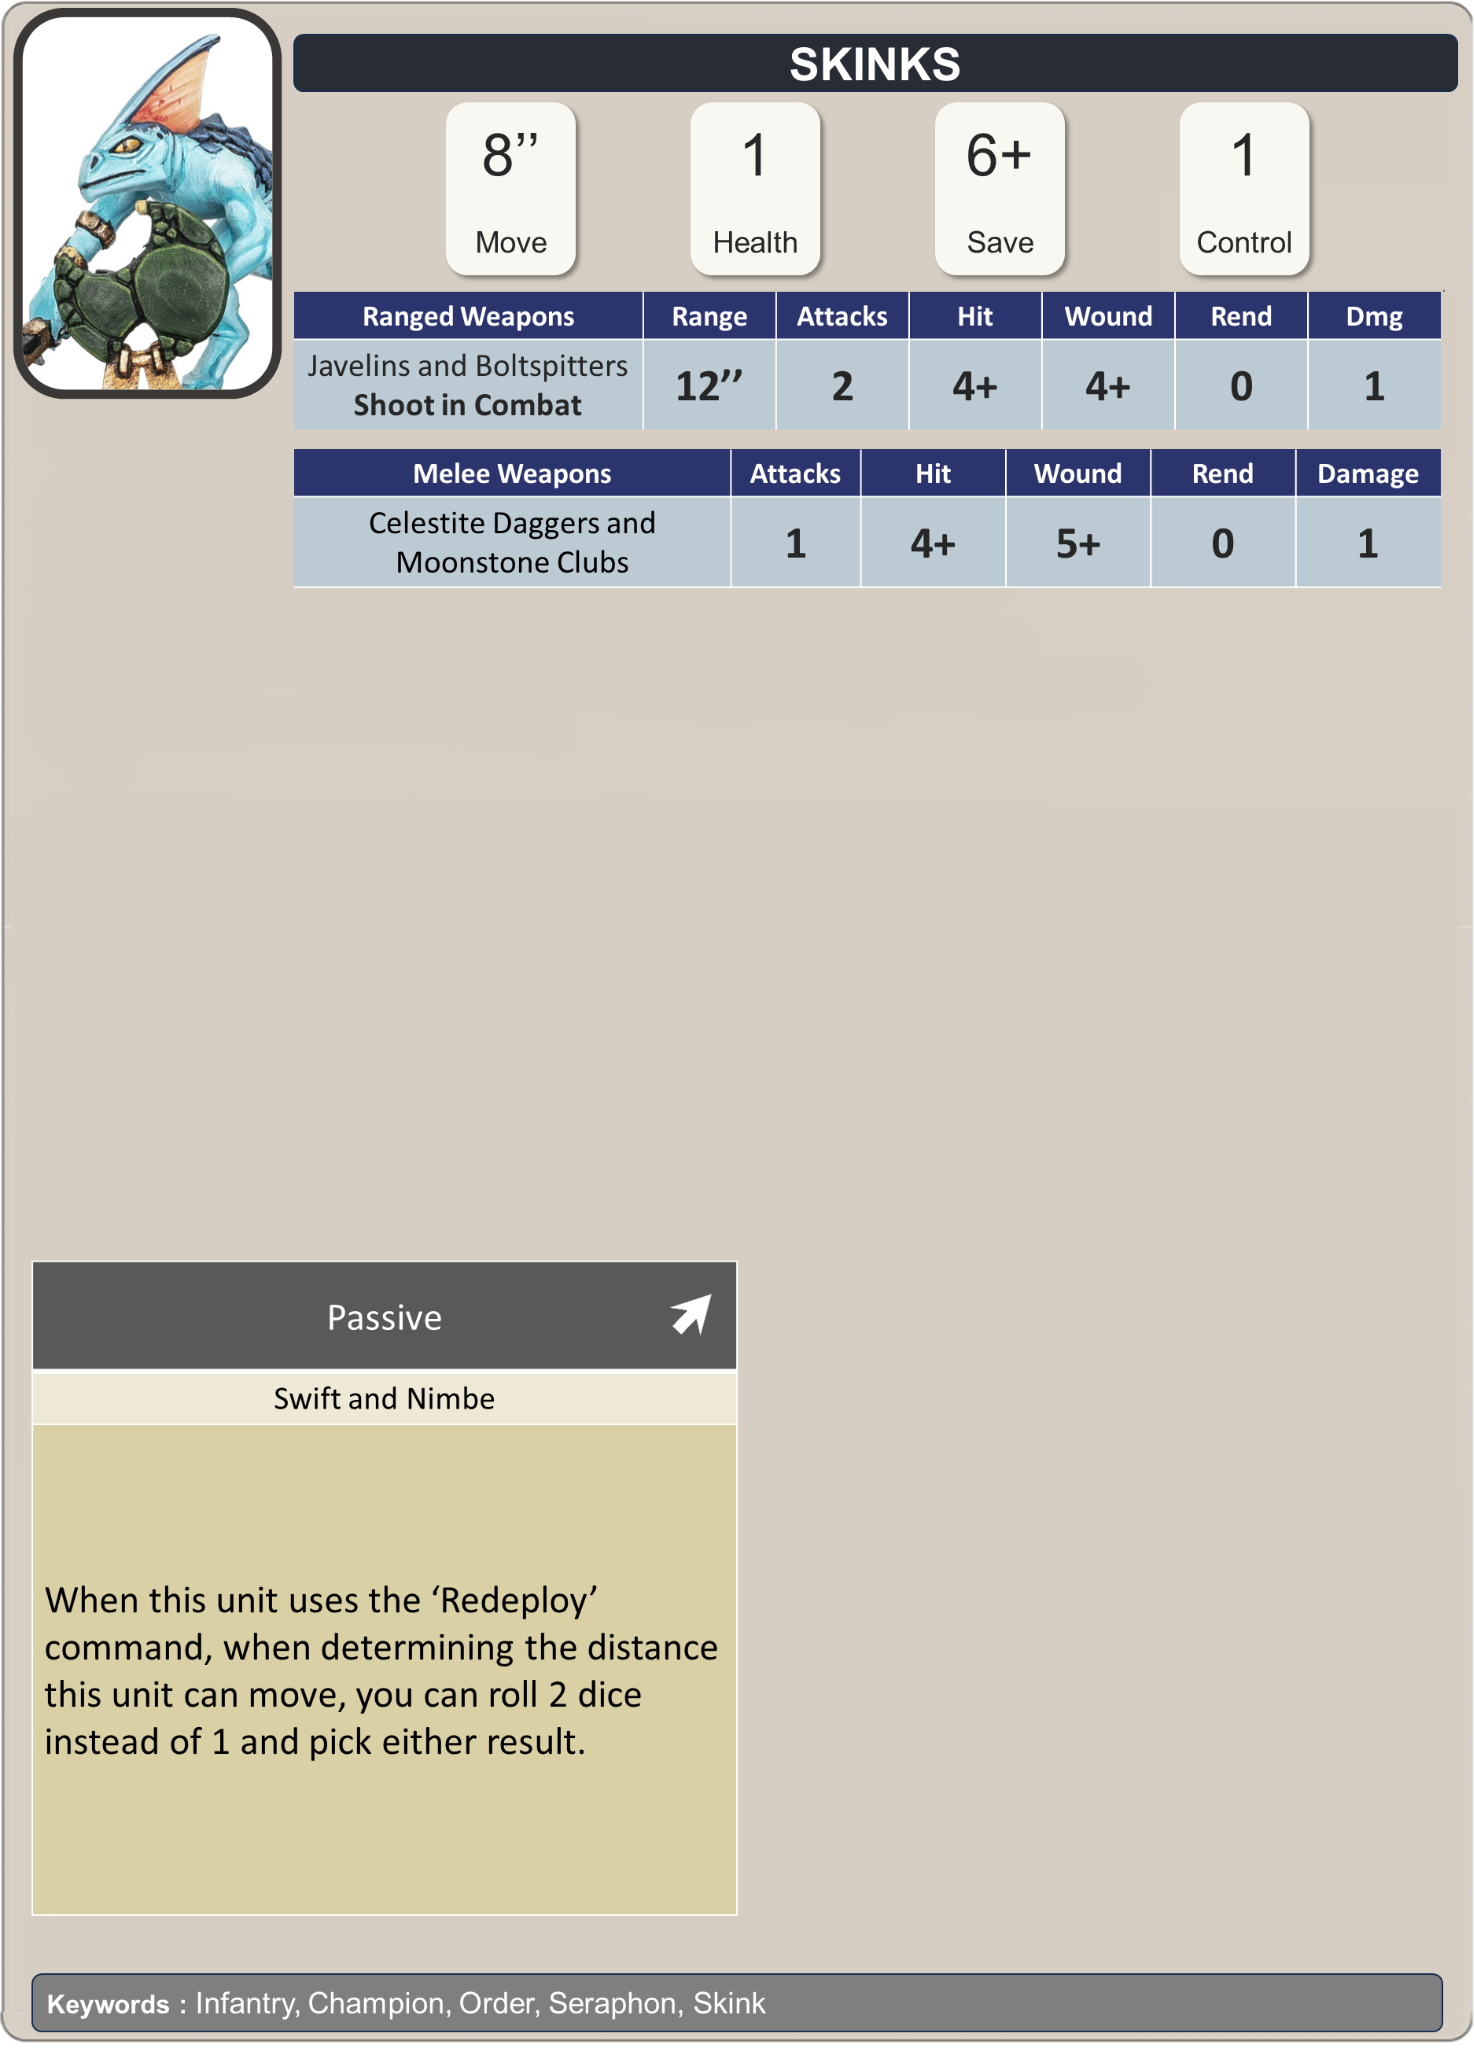 SKINKS
8’’
Move
1
Health
6+
Save
1
Control
Ranged Weapons Range Attacks Hit Wound Rend Dmg
Javelins and Boltspitters
Shoot in Combat
12’’ 2 4+ 4+ 0 1
Melee Weapons Attacks Hit Wound Rend Damage
Celestite Daggers and
Moonstone Clubs
1 4+ 5+ 0 1
Passive
Swift and Nimbe
When this unit uses the ‘Redeploy’
command, when determining the distance
this unit can move, you can roll 2 dice
instead of 1 and pick either result.
Keywords : Infantry, Champion, Order, Seraphon, Skink